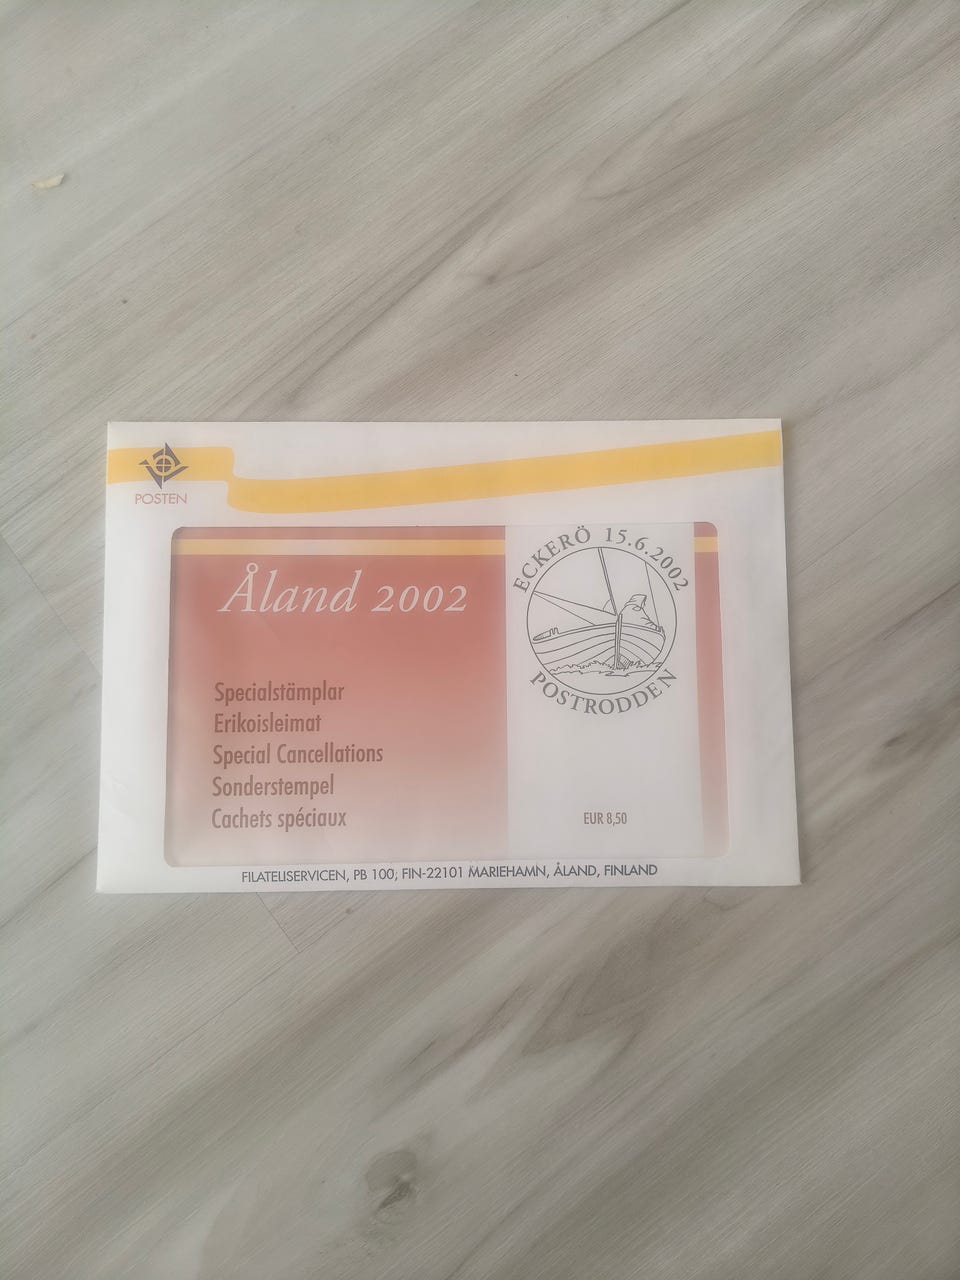 POSTEN
Åland 2002
ECKERÖ 15.6.2002
POSTRODDEN
Specialstämplar
Erikoisleimat
Special Cancellations
Sonderstempel
Cachets spéciaux
EUR 8,50
FILATELISERVICEN, PB 100; FIN-22101 MARIEHAMN, ÅLAND, FINLAND